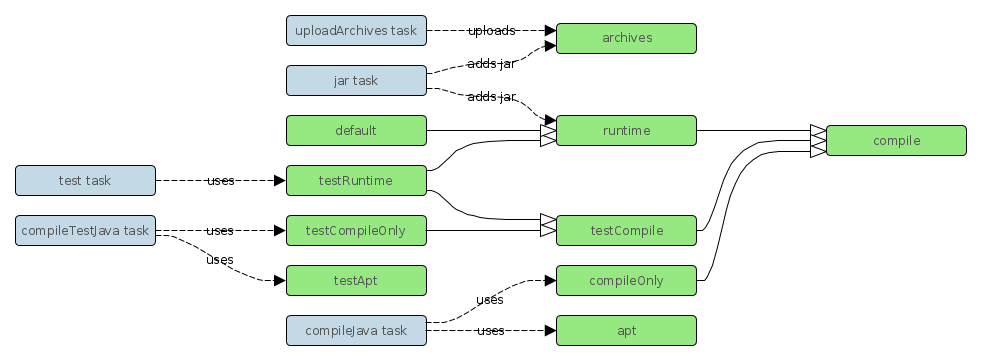 uploadArchives task
uploads
archives
adds jar
jar task
adds jar
default
runtime
compile
test task
uses
testRuntime
compileTestJava task
uses
testCompileOnly
testCompile
uses
testApt
compileOnly
uses
compileJava task
uses
apt